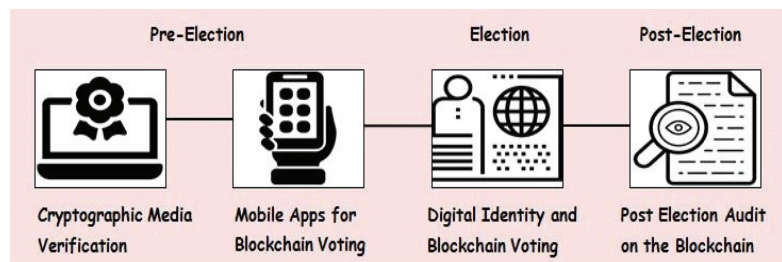 Pre-Election
Election
Post-Election
Cryptographic Media
Verification
Mobile Apps for
Blockchain Voting
Digital Identity and
Blockchain Voting
Post Election Audit
on the Blockchain